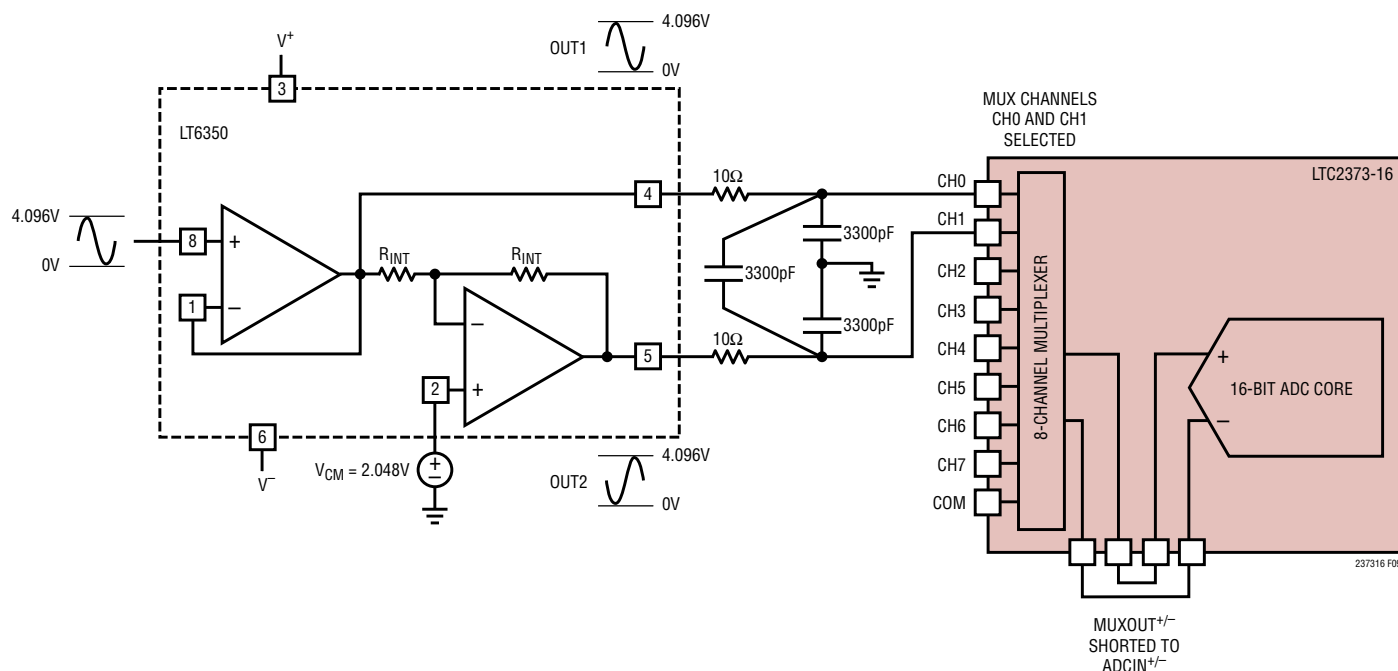 4.096V
OUT1
0V
V+
3
MUX CHANNELS
CH0 AND CH1
SELECTED
LT6350
LTC2373-16
10Ω
CH0
4
4.096V
8
+
0V
RINT
RINT
1
−
3300pF
CH1
3300pF
CH2
CH3
3300pF
10Ω
CH4
−
5
2
+
CH5
CH6
CH7
COM
8-CHANNEL MULTIPLEXER
+
16-BIT ADC CORE
−
6
V−
VCM = 2.048V
+
−
4.096V
OUT2
0V
237316 F09
MUXOUT+/−
SHORTED TO
ADCIN+/−